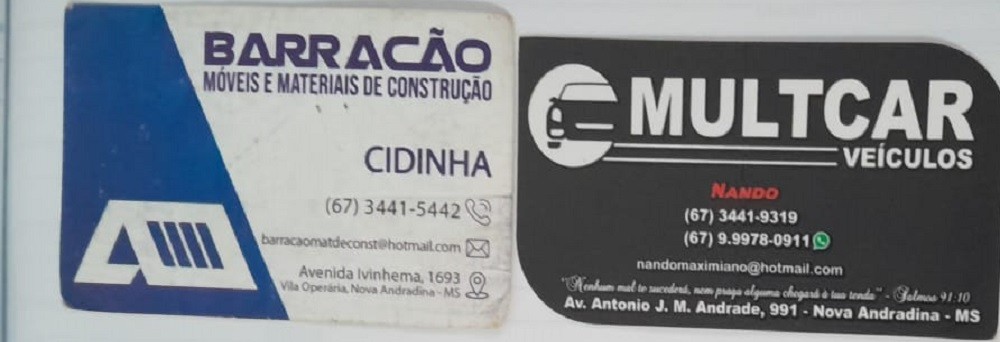 BARRACÃO
MÓVEIS E MATERIAIS DE CONSTRUÇÃO
CIDINHA
(67) 3441-5442
barracaomatdeconst@hotmail.com
Avenida Ivinhema, 1693
Vila Operária, Nova Andradina - MS
MULTCAR
VEÍCULOS
NANDO
(67) 3441-9319
(67) 9.9978-0911
nandomaximiano@hotmail.com
"Nenhum mal te sucederá, nem praga alguma chegará à tua tenda" - Salmos 91:10
Av. Antonio J. M. Andrade, 991 - Nova Andradina - MS